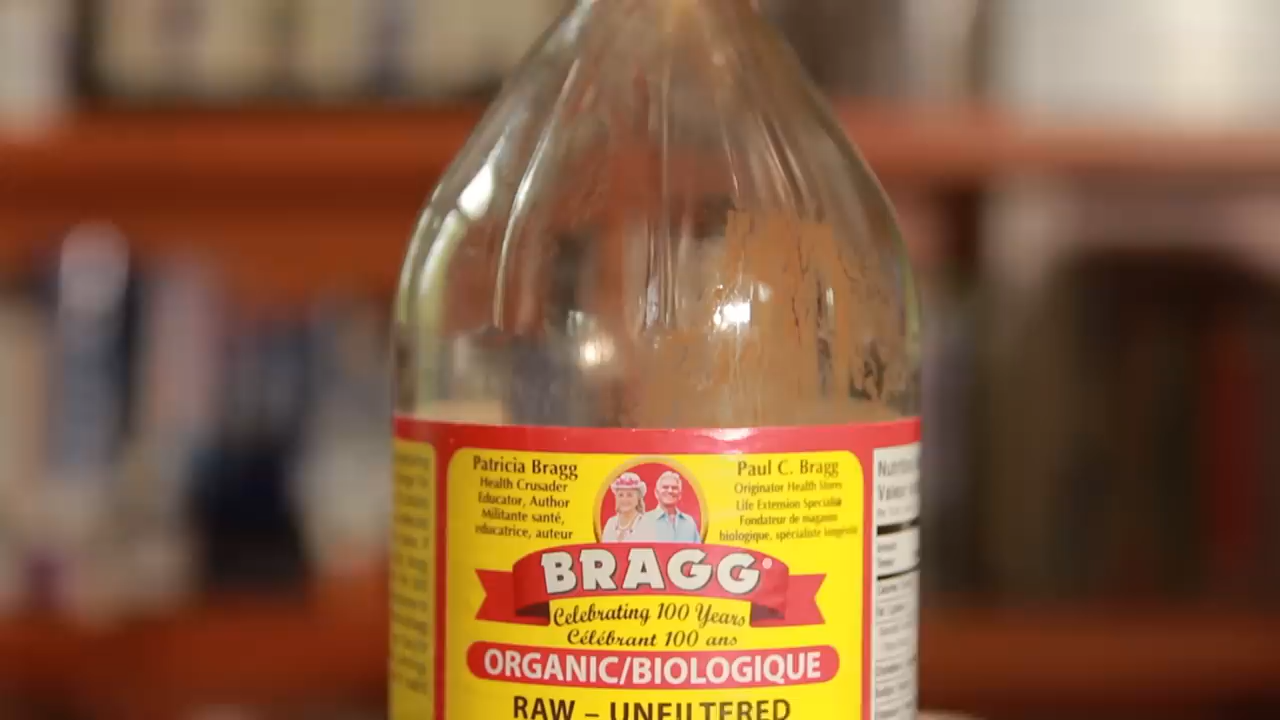 Patricia Bragg
Health Crusader
Educator, Author
Militante santé,
éducatrice, auteur
Paul C. Bragg
Originator Health Stores
Life Extension Specialist
Fondateur de magasins
biologique, spécialiste longévité
BRAGG®
Celebrating 100 Years
Célébrant 100 ans
ORGANIC/BIOLOGIQUE
RAW – UNFILTERED